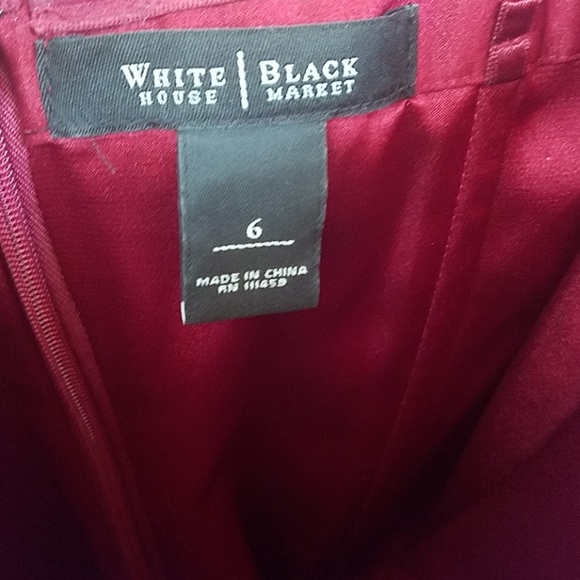 WHITE | BLACK
HOUSE | MARKET
6
MADE IN CHINA
RN 111459